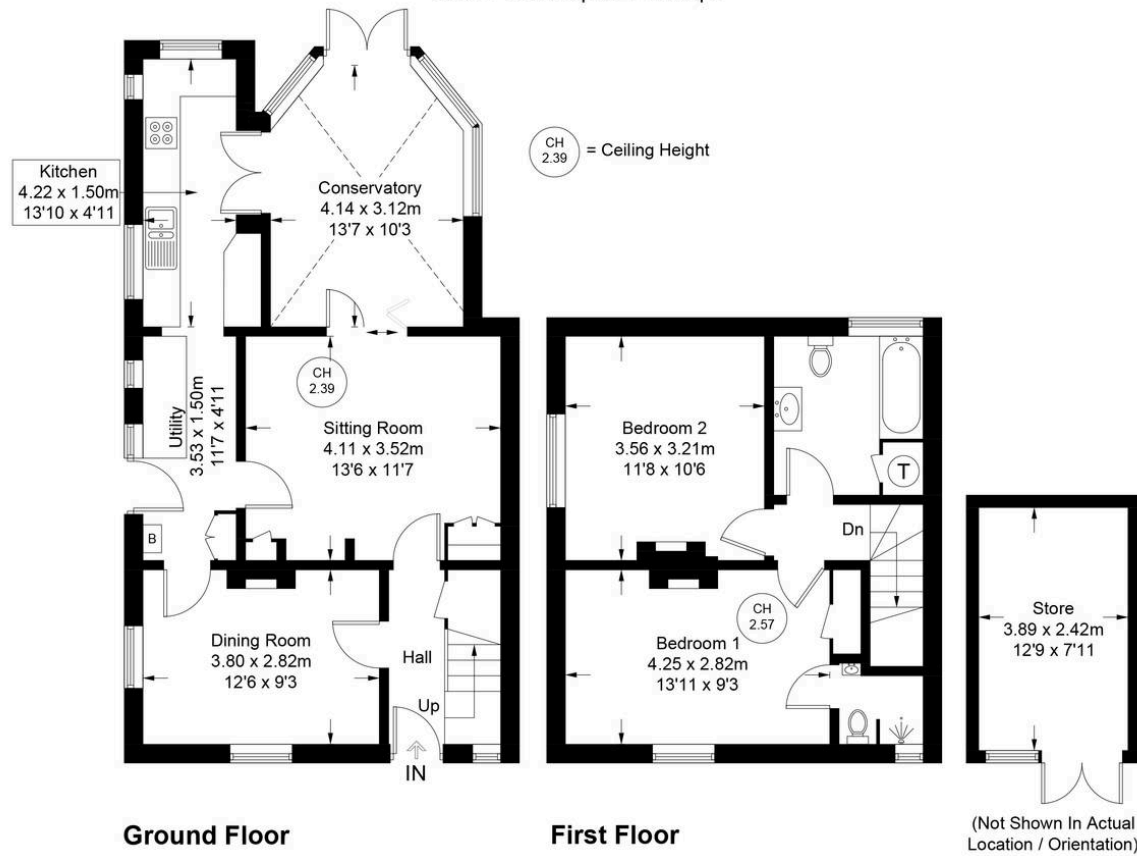 CH
2.39
= Ceiling Height
Kitchen
4.22 x 1.50m
13'10 x 4'11
Conservatory
4.14 x 3.12m
13'7 x 10'3
CH
2.39
Utility
3.53 x 1.50m
11'7 x 4'11
Sitting Room
4.11 x 3.52m
13'6 x 11'7
B
Dining Room
3.80 x 2.82m
12'6 x 9'3
Hall
Up
IN
Bedroom 2
3.56 x 3.21m
11'8 x 10'6
T
Dn
CH
2.57
Bedroom 1
4.25 x 2.82m
13'11 x 9'3
Store
3.89 x 2.42m
12'9 x 7'11
Ground Floor
First Floor
(Not Shown In Actual
Location / Orientation)